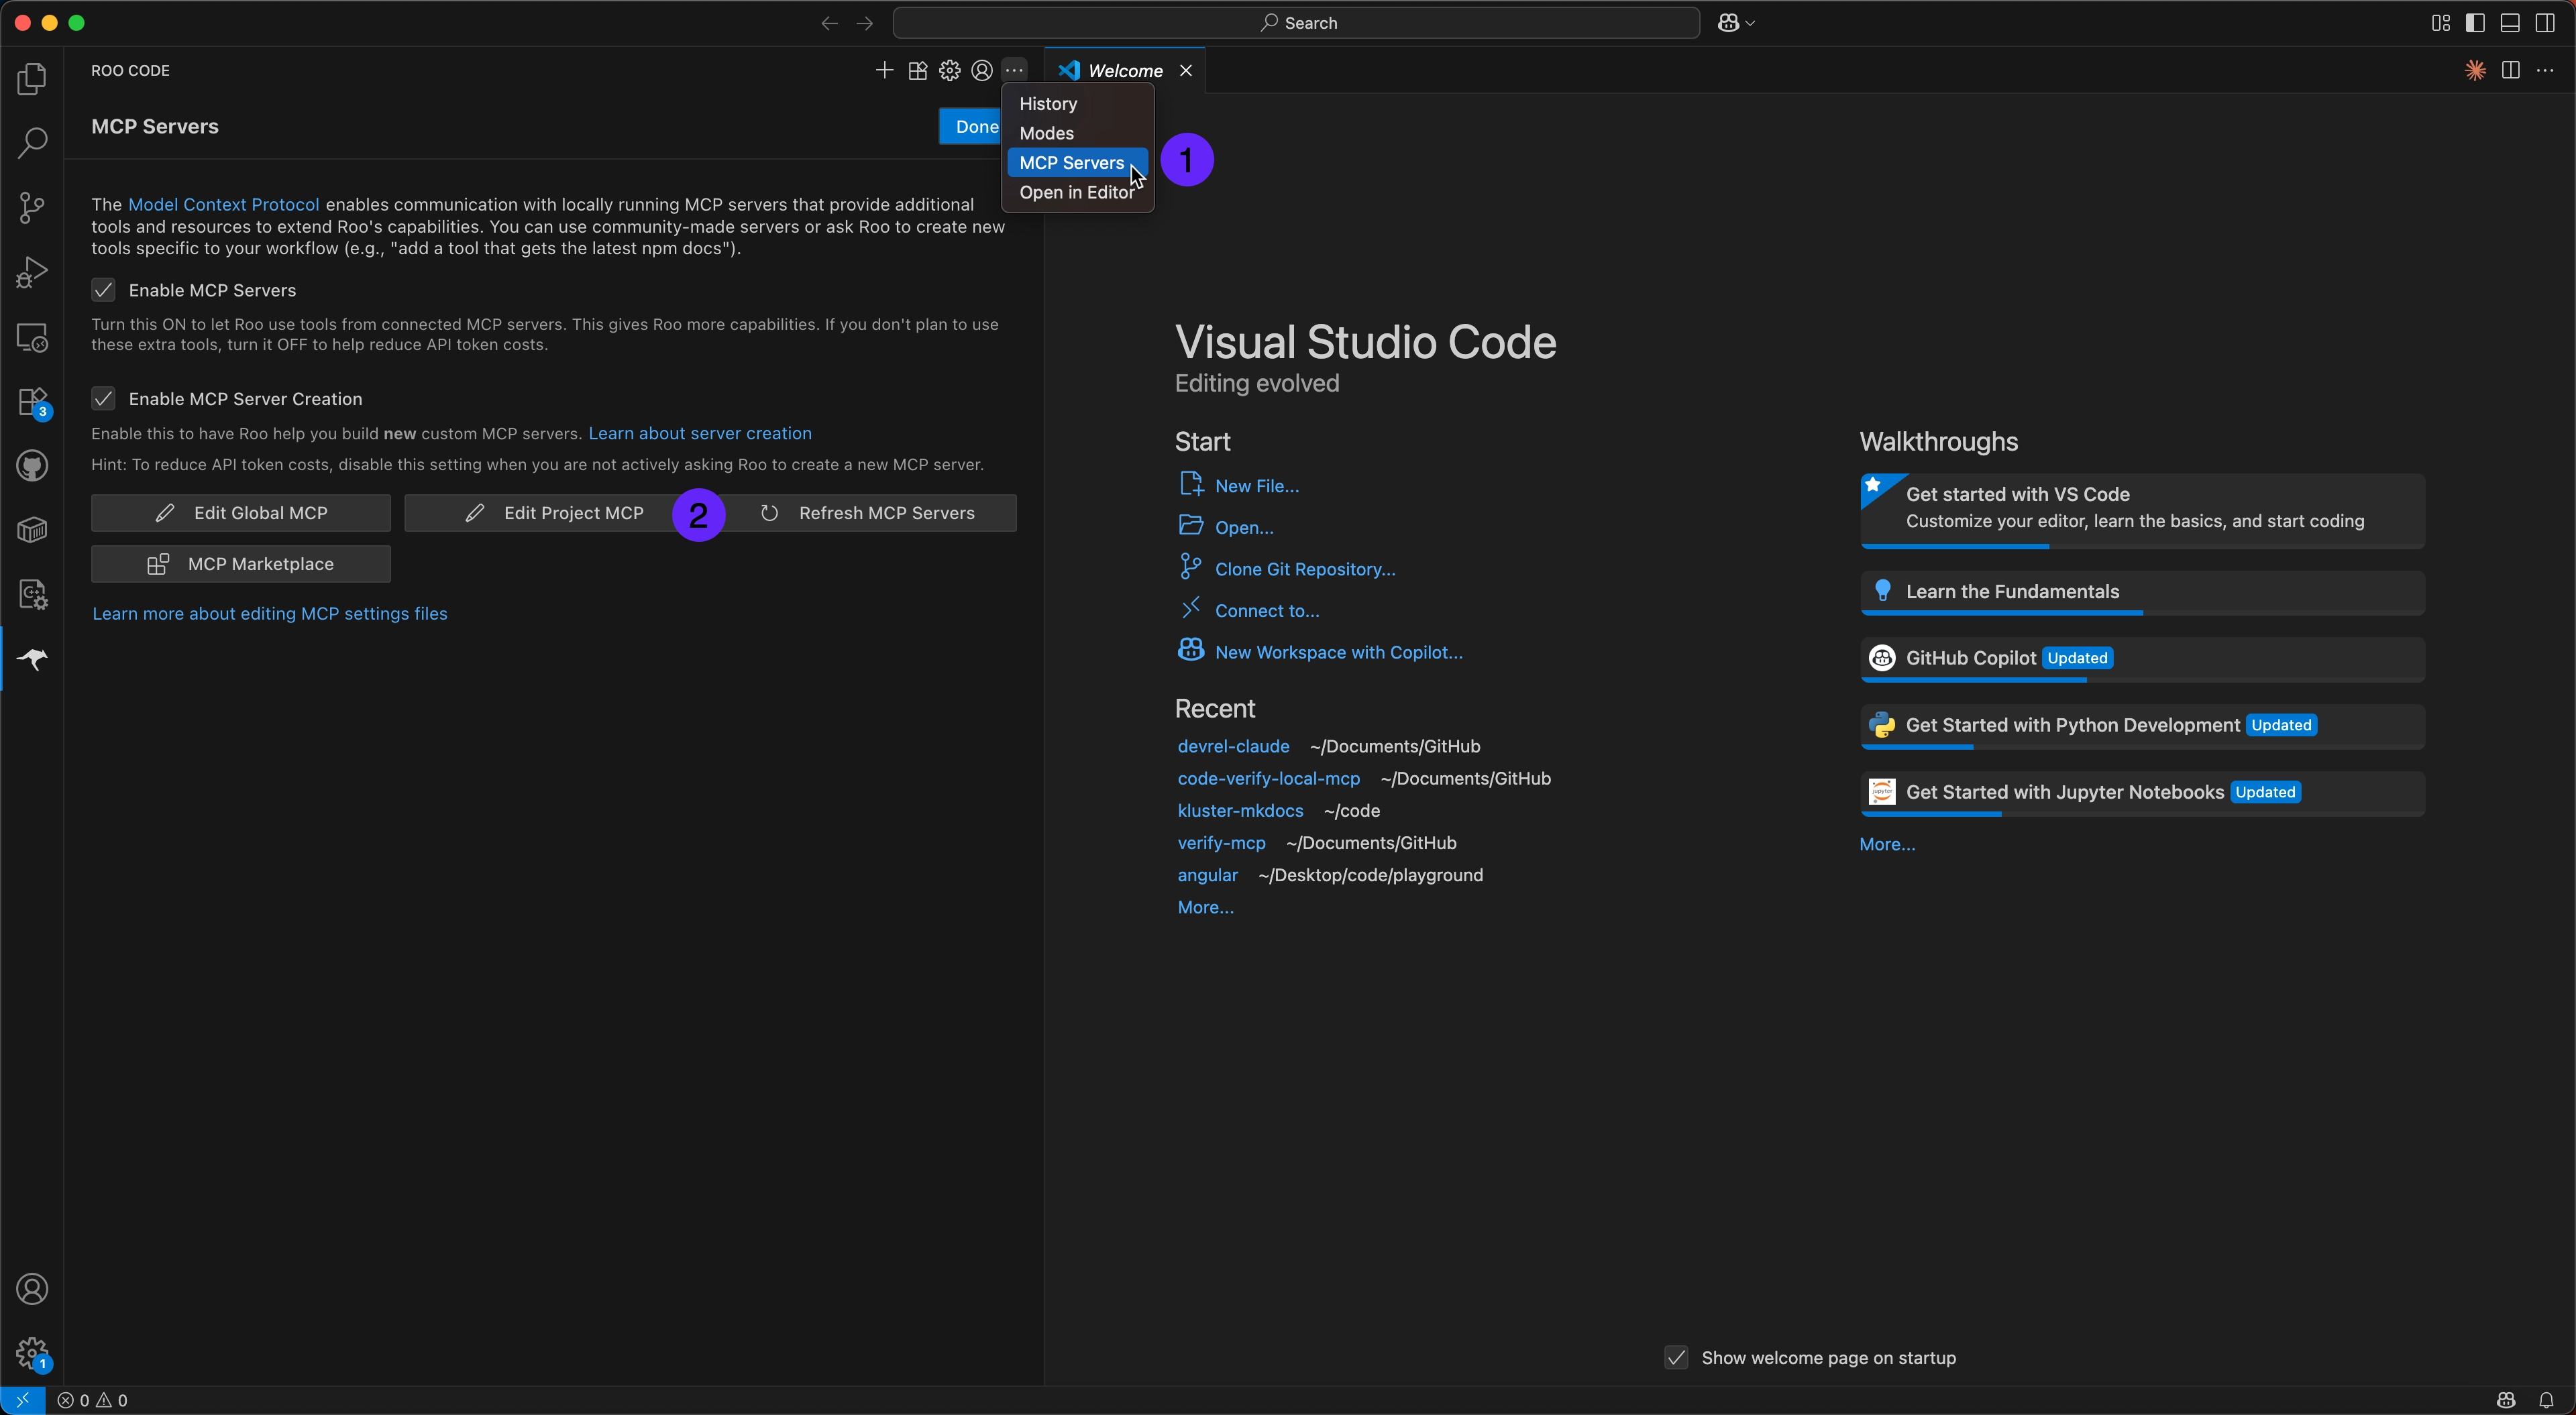 Search
ROO CODE
Welcome
History
Modes
MCP Servers
Open in Editor
1
MCP Servers
Done
The Model Context Protocol enables communication with locally running MCP servers that provide additional
tools and resources to extend Roo's capabilities. You can use community-made servers or ask Roo to create new
tools specific to your workflow (e.g., "add a tool that gets the latest npm docs").
Enable MCP Servers
Turn this ON to let Roo use tools from connected MCP servers. This gives Roo more capabilities. If you don't plan to use
these extra tools, turn it OFF to help reduce API token costs.
Enable MCP Server Creation
Enable this to have Roo help you build new custom MCP servers. Learn about server creation
Hint: To reduce API token costs, disable this setting when you are not actively asking Roo to create a new MCP server.
Edit Global MCP
Edit Project MCP
2
Refresh MCP Servers
MCP Marketplace
Learn more about editing MCP settings files
3
1
Visual Studio Code
Editing evolved
Start
New File...
Open...
Clone Git Repository...
Connect to...
New Workspace with Copilot...
Recent
devrel-claude ~/Documents/GitHub
code-verify-local-mcp ~/Documents/GitHub
kluster-mkdocs ~/code
verify-mcp ~/Documents/GitHub
angular ~/Desktop/code/playground
More...
Walkthroughs
Get started with VS Code
Customize your editor, learn the basics, and start coding
Learn the Fundamentals
GitHub Copilot Updated
Get Started with Python Development Updated
jupyter
Get Started with Jupyter Notebooks Updated
More...
Show welcome page on startup
0 0